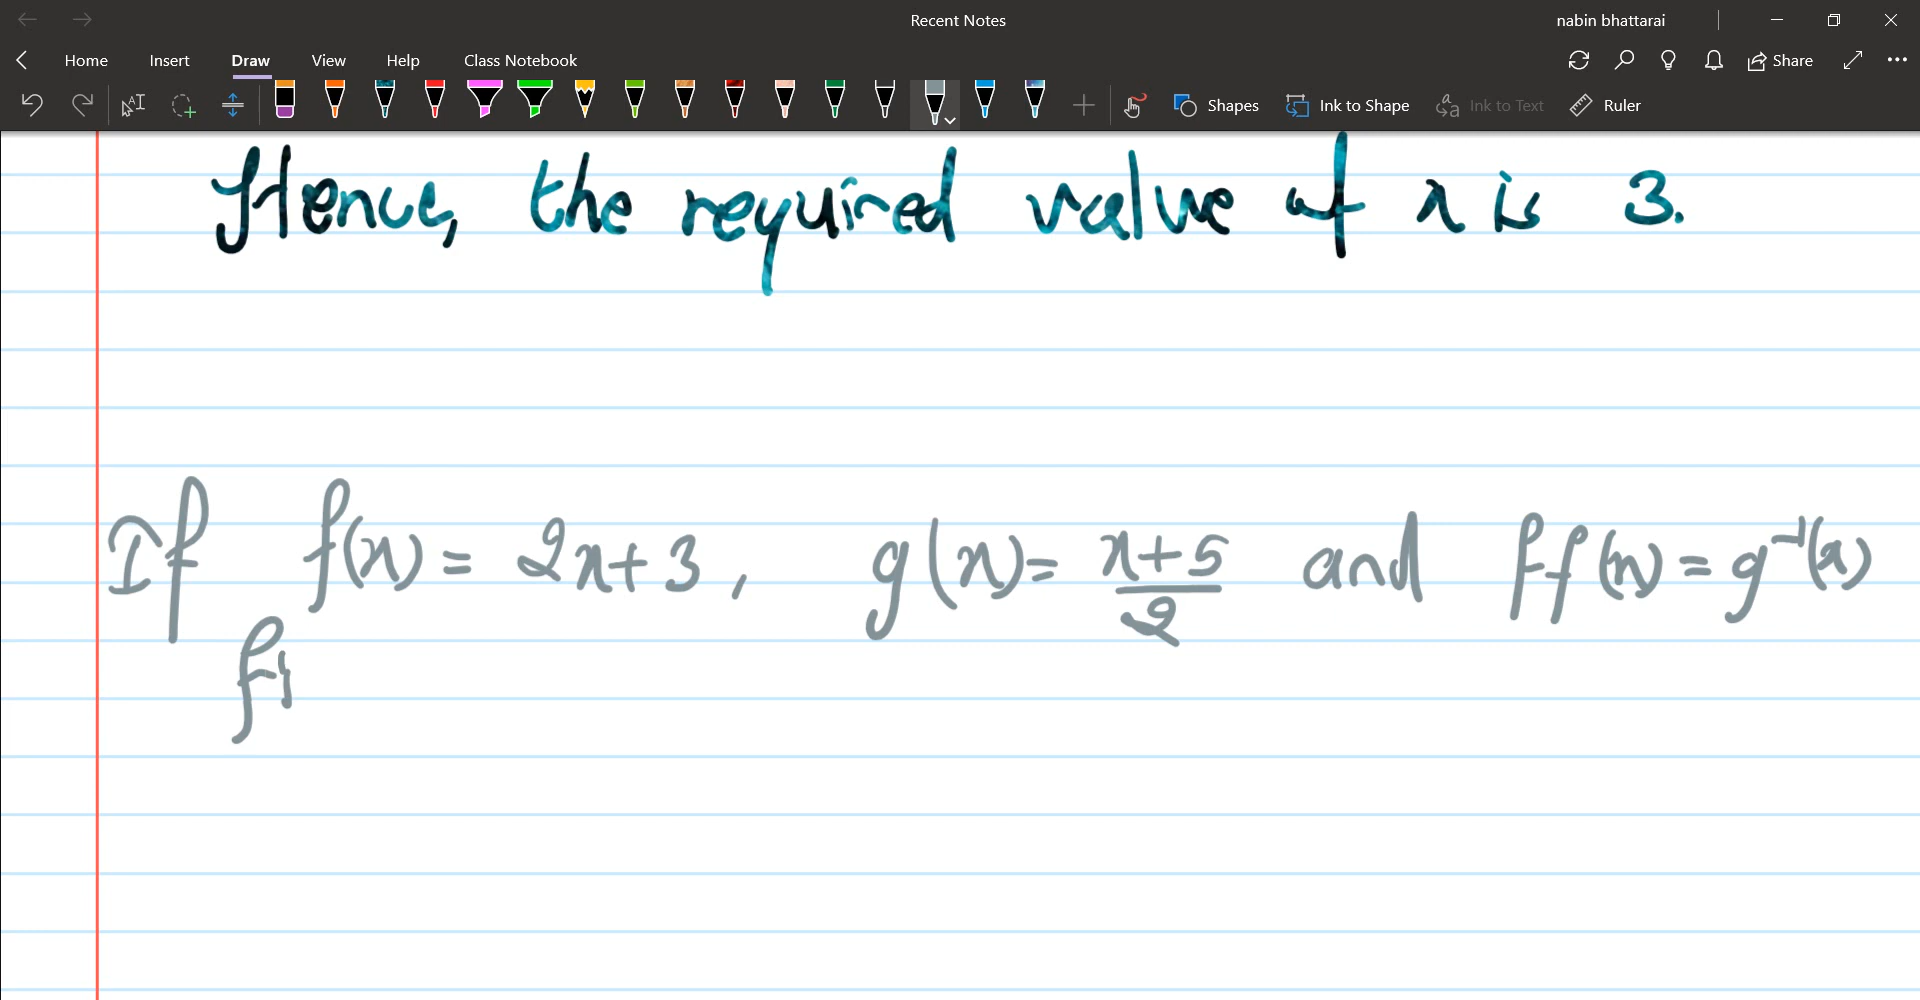 Recent Notes
nabin bhattarai
Home Insert Draw View Help Class Notebook
Share
Shapes Ink to Shape Ink to Text Ruler
Hence, the required value of x is 3.
If f(x) = 2x+3, g(x) = x+5/2 and ff(x) = g⁻¹(x)
fi